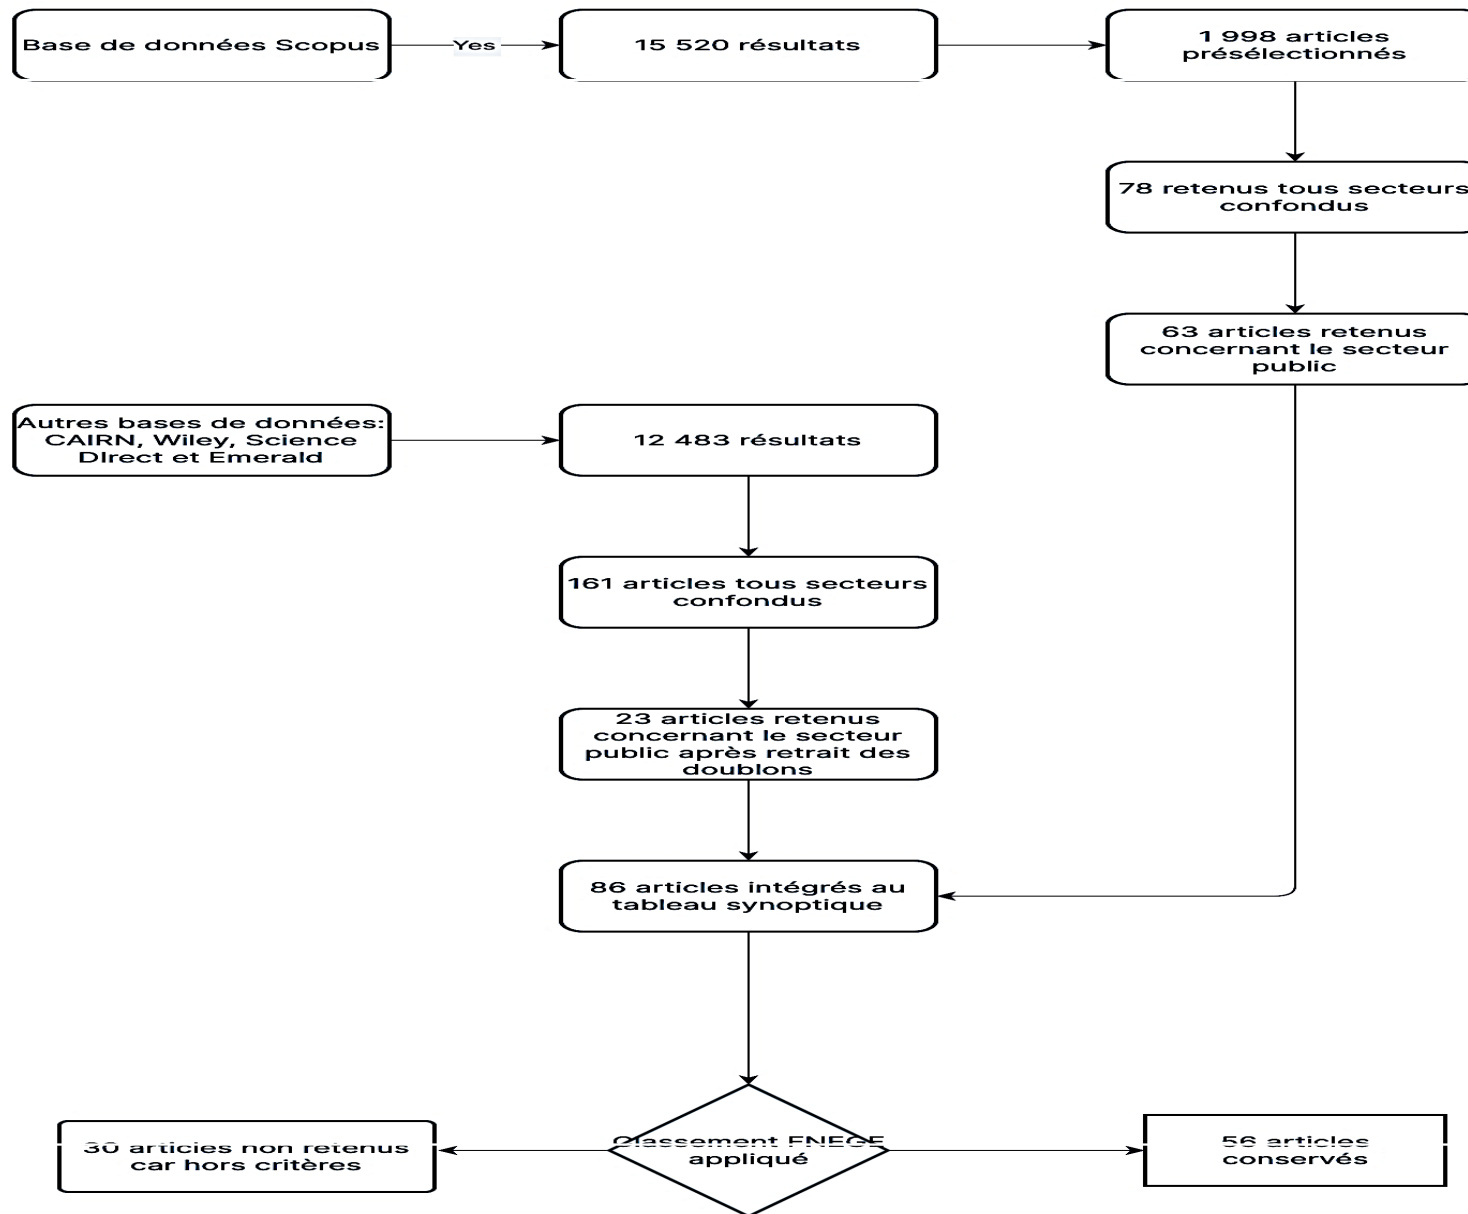 Base de données Scopus
Yes
15 520 résultats
1 998 articles
présélectionnés
78 retenus tous secteurs
confondus
63 articles retenus
concernant le secteur
public
Autres bases de données:
CAIRN, Wiley, Science
DIrect et Emerald
12 483 résultats
161 articles tous secteurs
confondus
23 articles retenus
concernant le secteur
public après retrait des
doublons
86 articles intégrés au
tableau synoptique
Classement FNEGE
appliqué
30 articles non retenus
car hors critères
56 articles
conservés